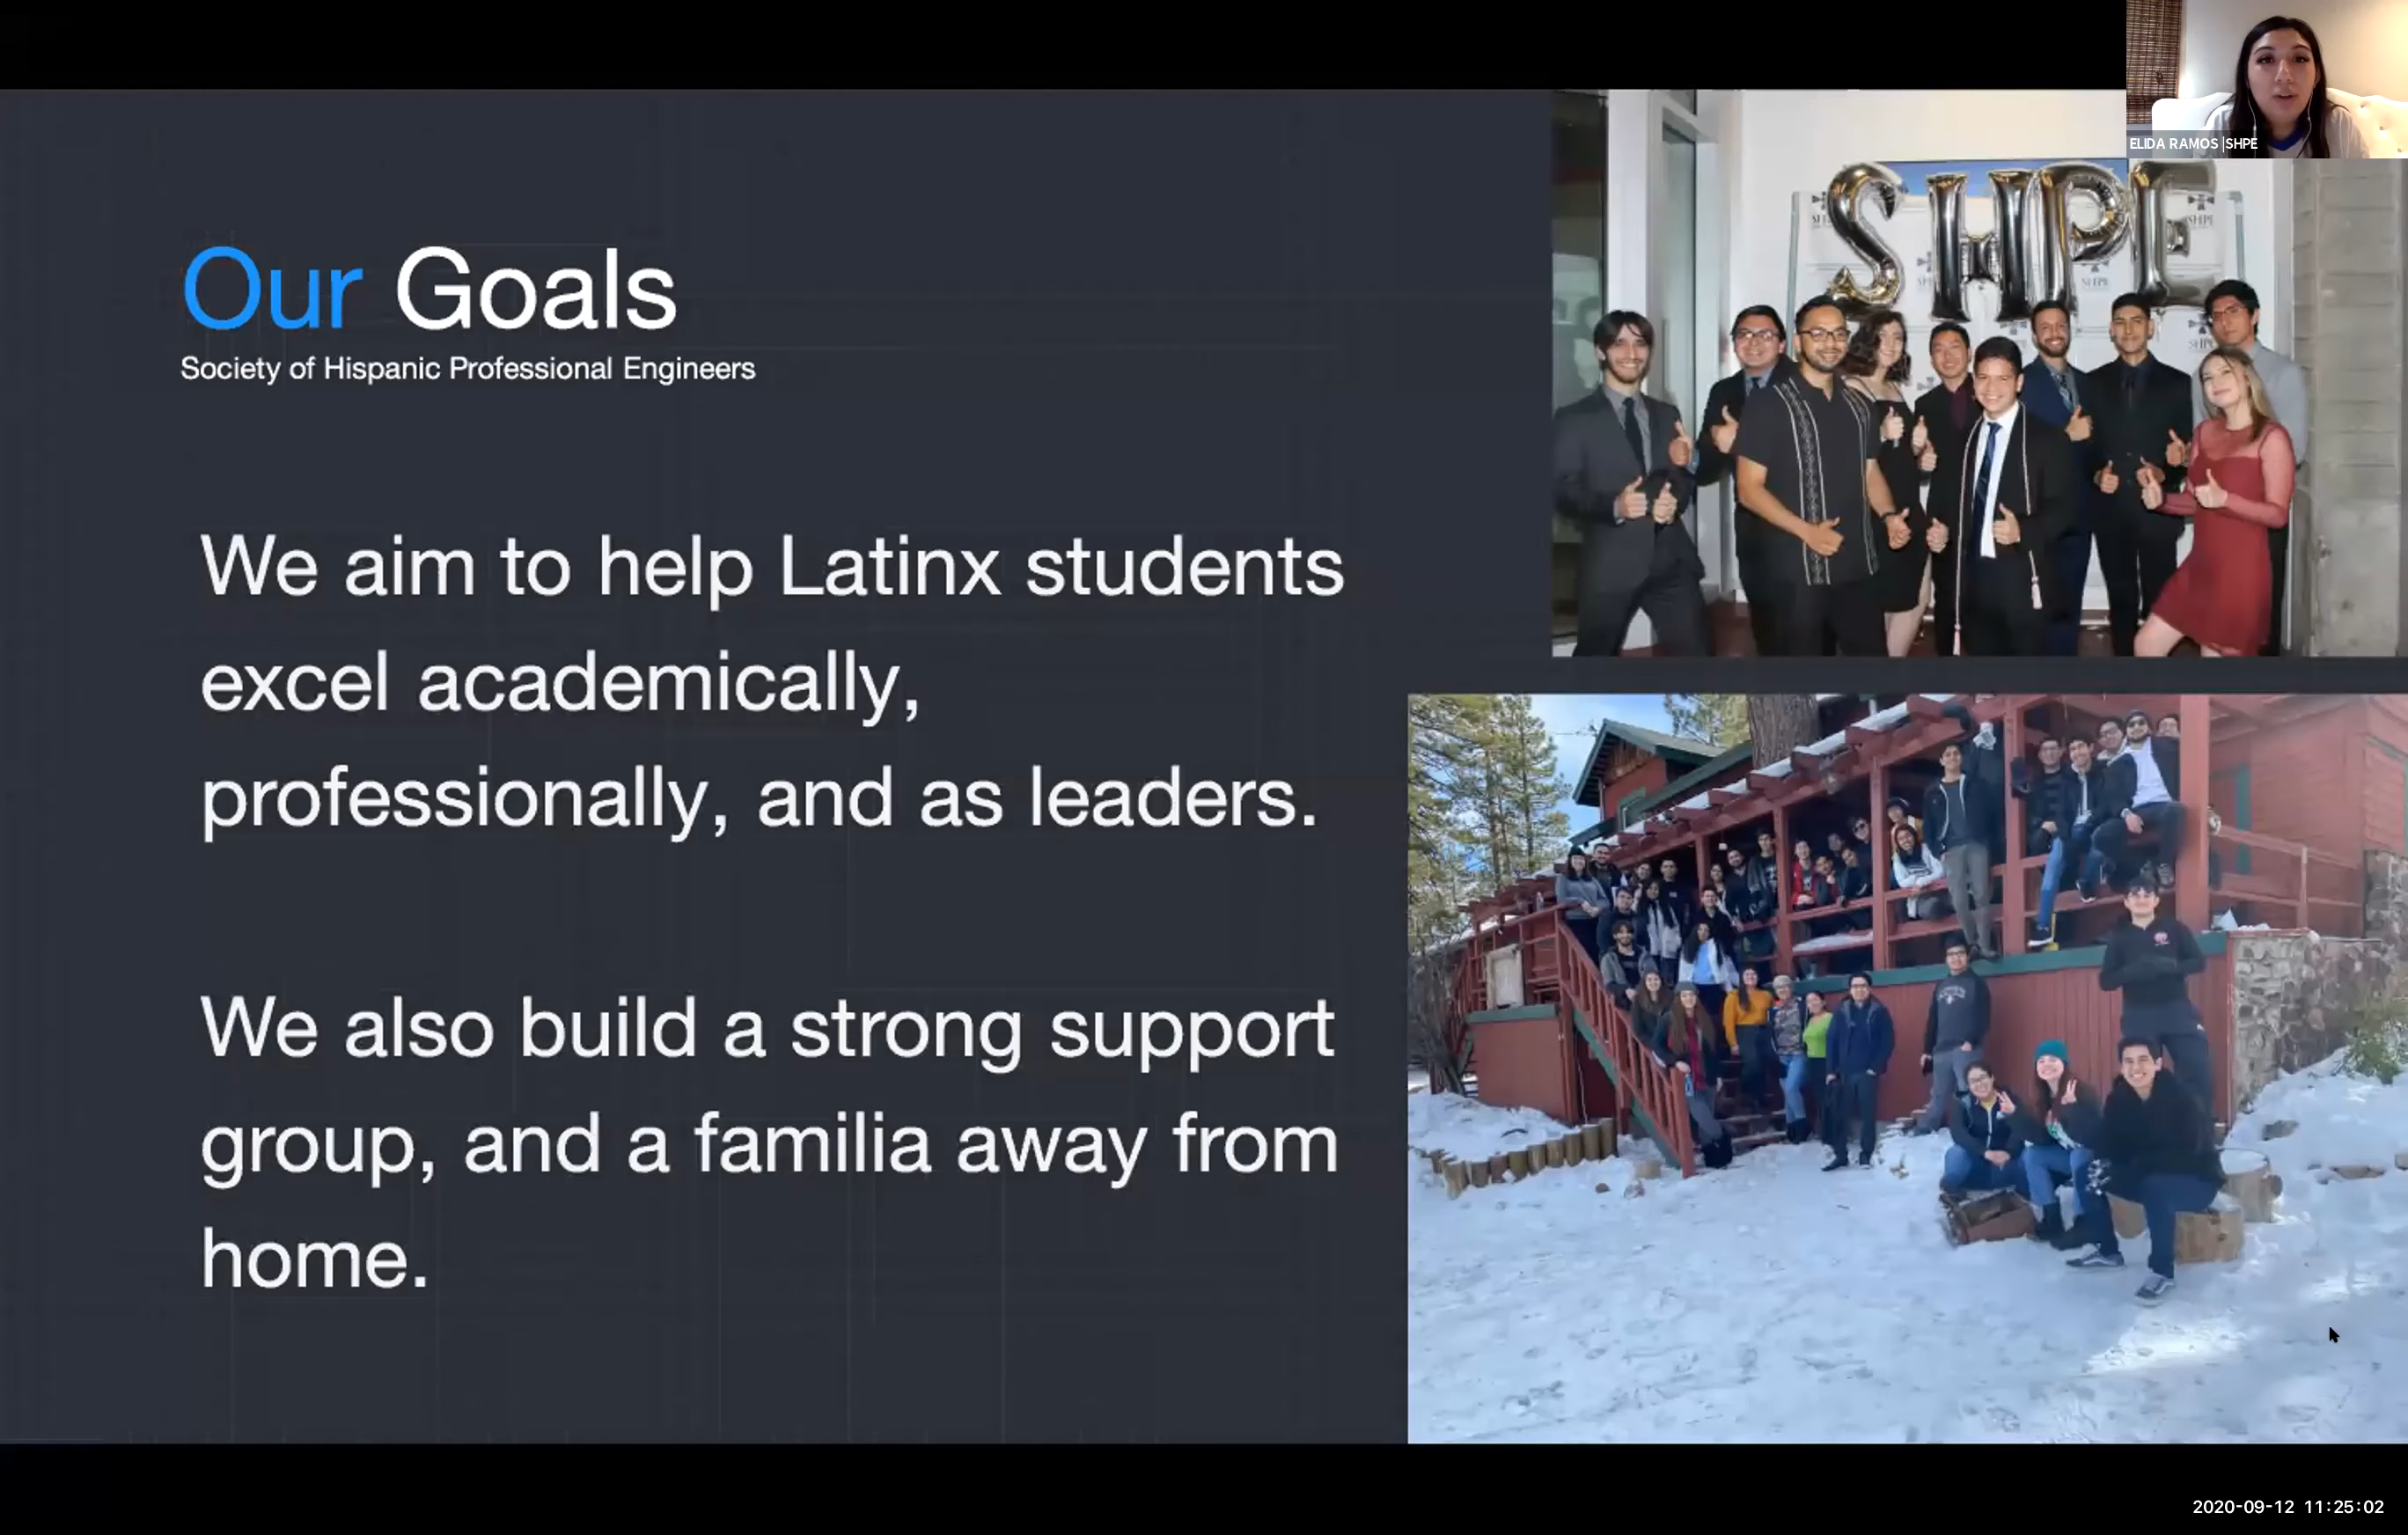 ELIDA RAMOS |SHPE
Our Goals
Society of Hispanic Professional Engineers
We aim to help Latinx students
excel academically,
professionally, and as leaders.
We also build a strong support
group, and a familia away from
home.
SHPE
SHPE
SHPE
2020-09-12 11:25:02